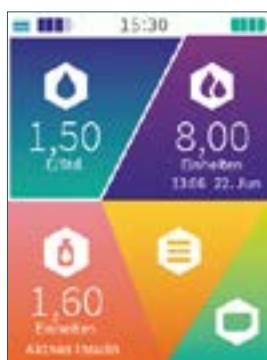 15:30
1,50
E/Std.
8,00
Einheiten
13:06 22. Jun
1,60
Einheiten
Aktives Insulin